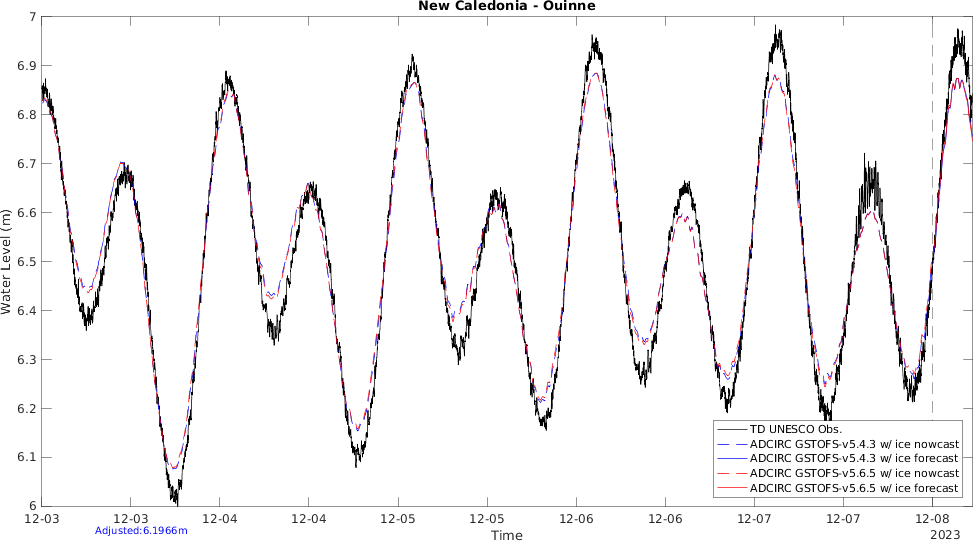 New Caledonia - Ouinne
Water Level (m)
7
6.9
6.8
6.7
6.6
6.5
6.4
6.3
6.2
6.1
6
TD UNESCO Obs.
ADCIRC GSTOFS-v5.4.3 w/ ice nowcast
ADCIRC GSTOFS-v5.4.3 w/ ice forecast
ADCIRC GSTOFS-v5.6.5 w/ ice nowcast
ADCIRC GSTOFS-v5.6.5 w/ ice forecast
12-03 12-03 12-04 12-04 12-05 12-05 12-06 12-06 12-07 12-07 12-08
Adjusted:6.1966m
Time
2023